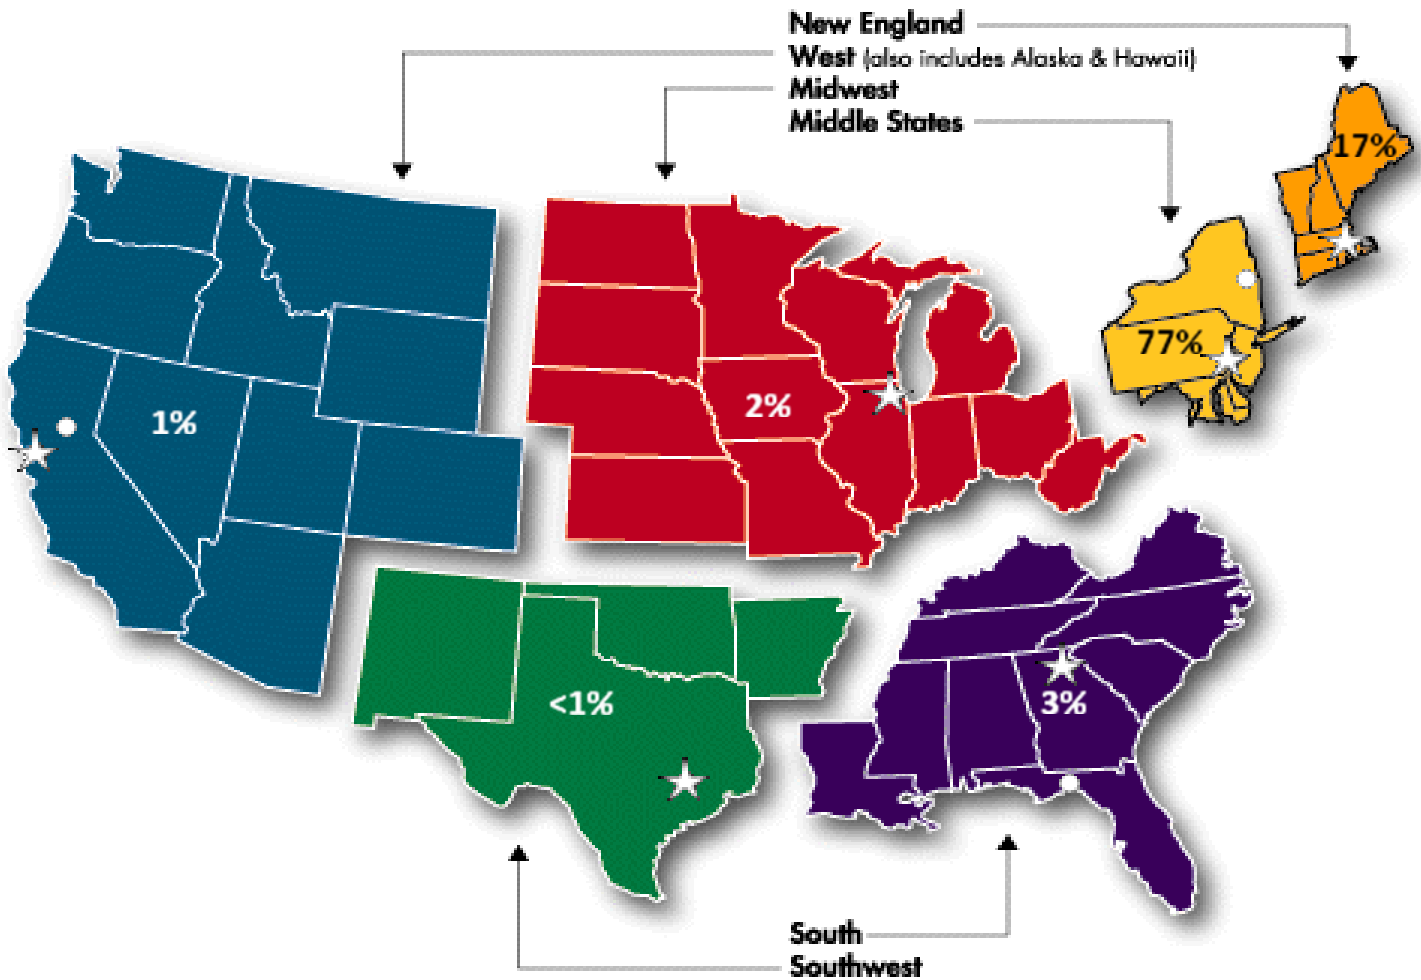 New England
West (also includes Alaska & Hawaii)
Midwest
Middle States
17%
77%
1%
2%
<1%
3%
South
Southwest